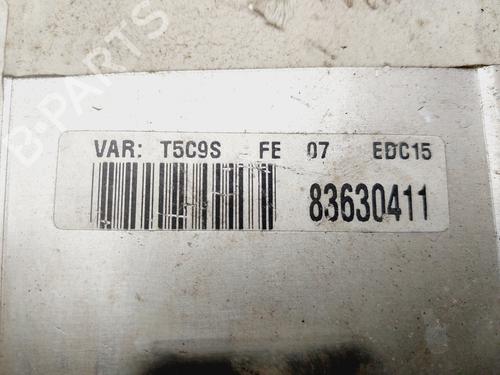 B-PARTS
VAR: T5C9S FE 07 EDC15
83630411